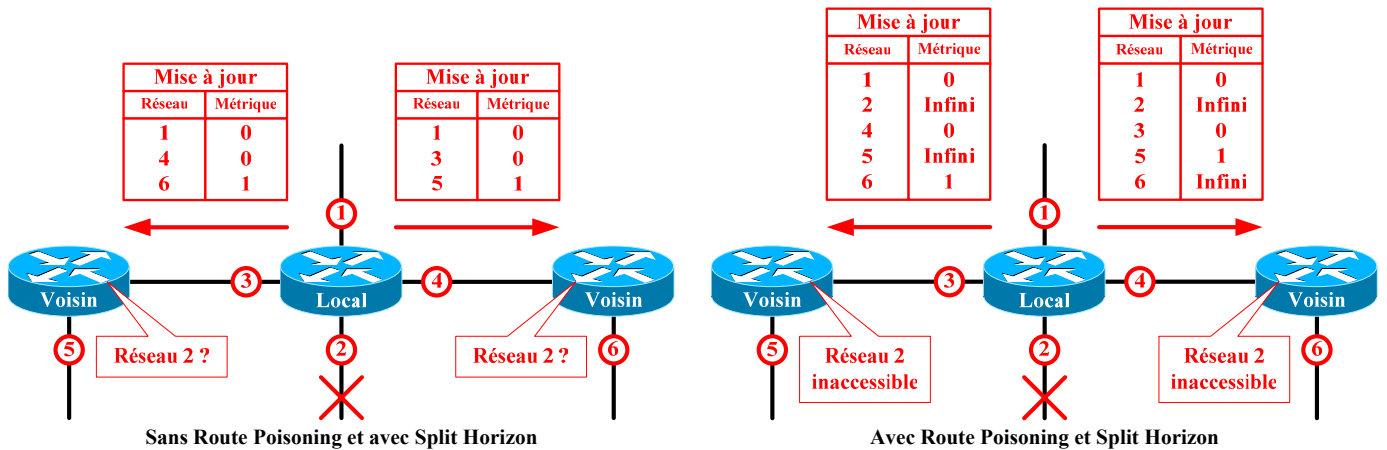 Mise à jour
Réseau Métrique
1 0
4 0
6 1
Mise à jour
Réseau Métrique
1 0
3 0
5 1
1
3
4
Voisin
Local
Voisin
5
Réseau 2 ?
2
Réseau 2 ?
6
Sans Route Poisoning et avec Split Horizon
Mise à jour
Réseau Métrique
1 0
2 Infini
4 0
5 Infini
6 1
Mise à jour
Réseau Métrique
1 0
2 Infini
3 0
5 1
6 Infini
1
3
4
Voisin
Local
Voisin
5
Réseau 2
inaccessible
2
Réseau 2
inaccessible
6
Avec Route Poisoning et Split Horizon